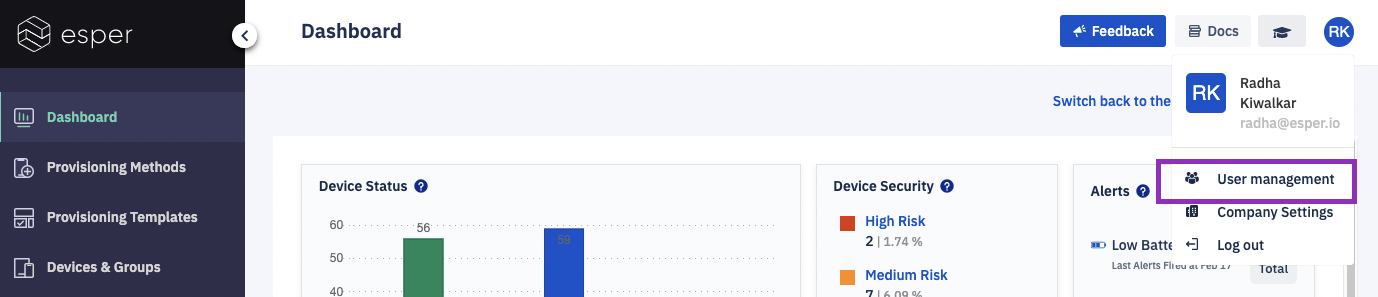 esper
Dashboard
Feedback
Docs
RK
Dashboard
Provisioning Methods
Provisioning Templates
Devices & Groups
Switch back to the
RK
Radha
Kiwalkar
radha@esper.io
User management
Company Settings
Log out
Device Status ?
60
50
40
56
59
Device Security ?
High Risk
2 | 1.74 %
Medium Risk
7 | 6.09 %
Alerts ?
Low Batte
Last Alerts Fired at Feb 17
Total